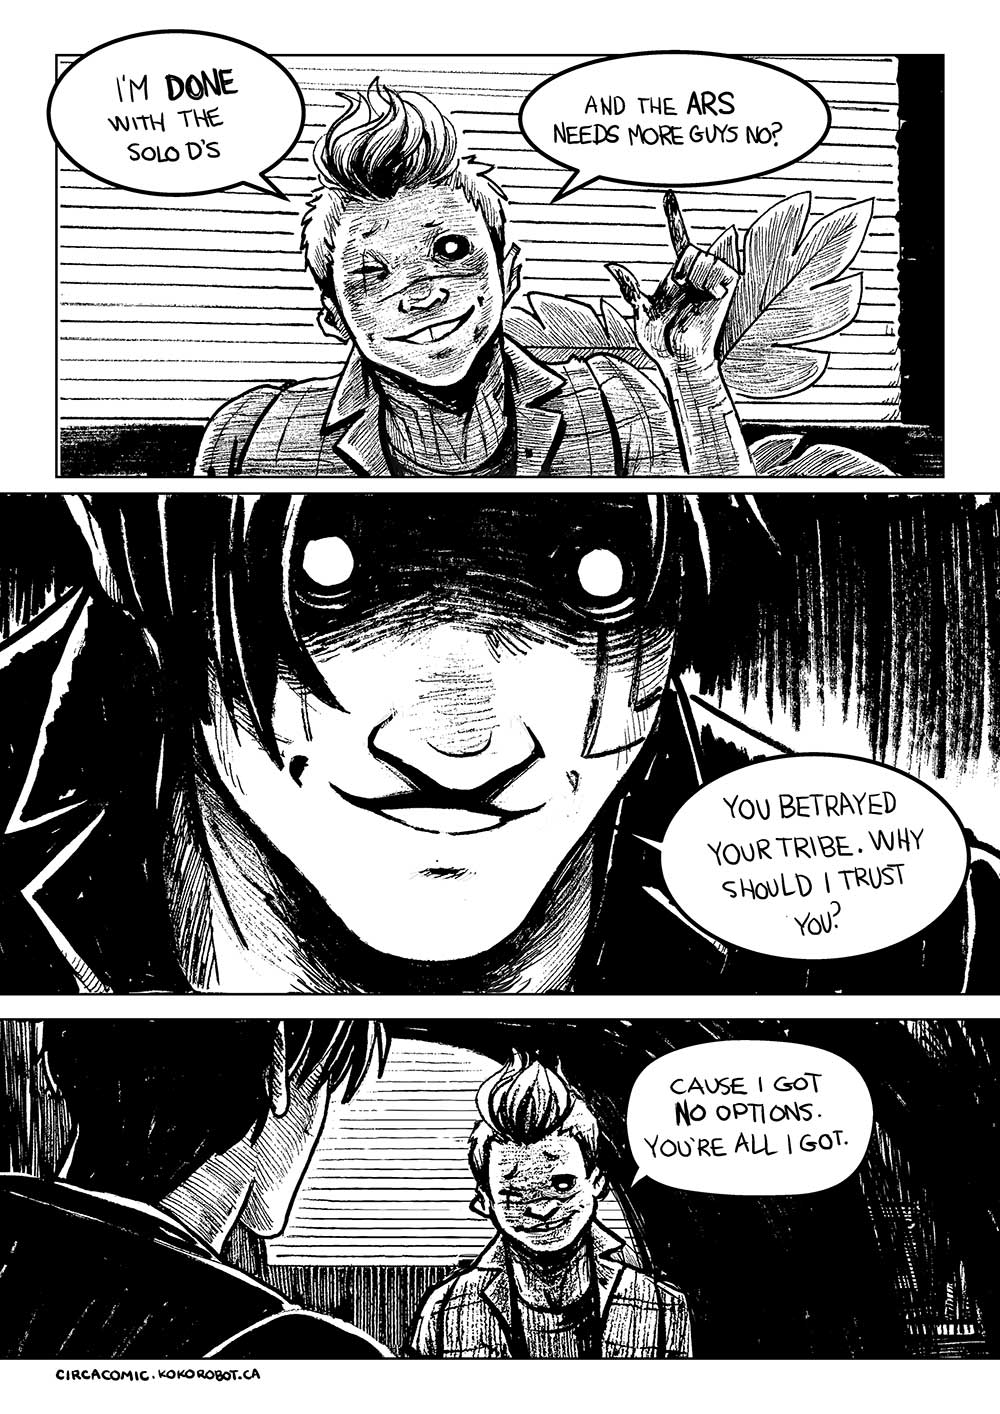 I'M DONE
WITH THE
SOLO D'S
AND THE ARS
NEEDS MORE GUYS NO?
YOU BETRAYED
YOUR TRIBE. WHY
SHOULD I TRUST
YOU?
CAUSE I GOT
NO OPTIONS.
YOU'RE ALL I GOT.
CIRCACOMIC.KOKOROBOT.CA